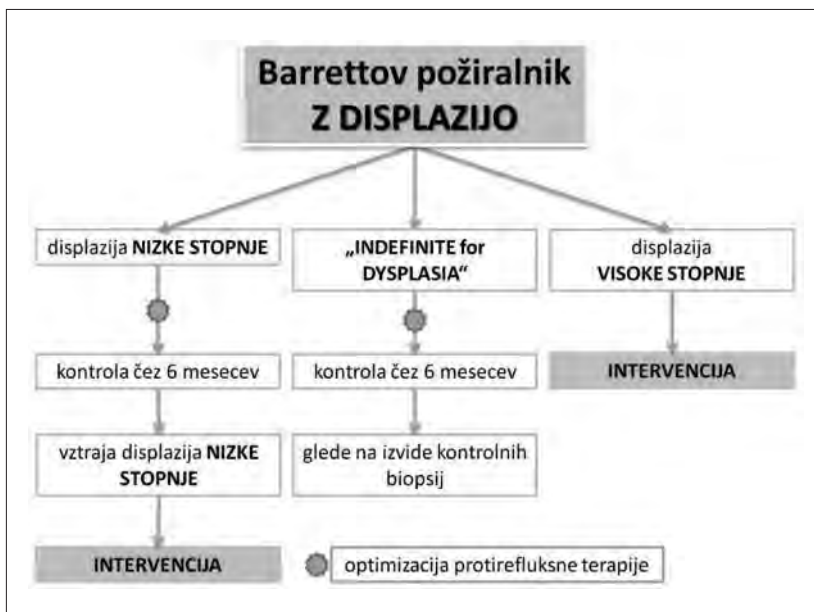 Barrettov požiralnik
Z DISPLAZIJO
displazija NIZKE STOPNJE
„INDEFINITE for
DYSPLASIA“
displazija
VISOKE STOPNJE
kontrola čez 6 mesecev
kontrola čez 6 mesecev
INTERVENCIJA
vztraja displazija NIZKE
STOPNJE
glede na izvide kontrolnih
biopsij
INTERVENCIJA
optimizacija protirefluksne terapije